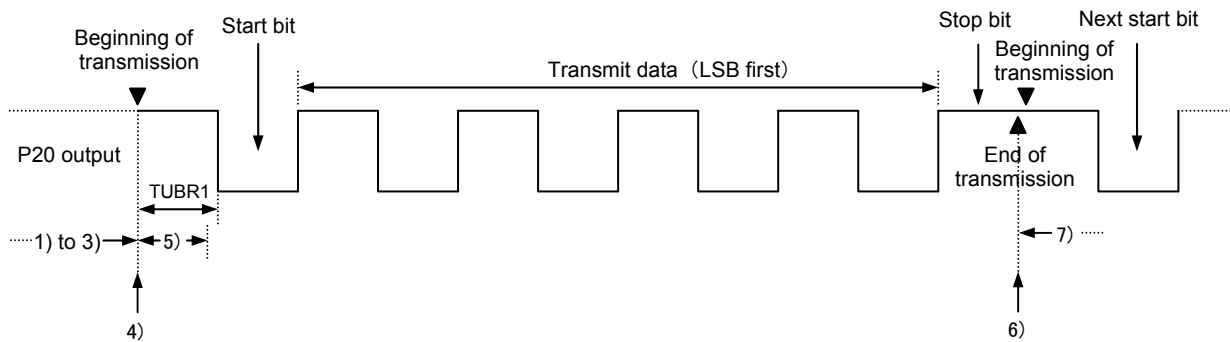 Beginning of
transmission
Start bit
Transmit data (LSB first)
Stop bit
Next start bit
Beginning of
transmission
P20 output
TUBR1
End of
transmission
1) to 3)
5)
7)
4)
6)